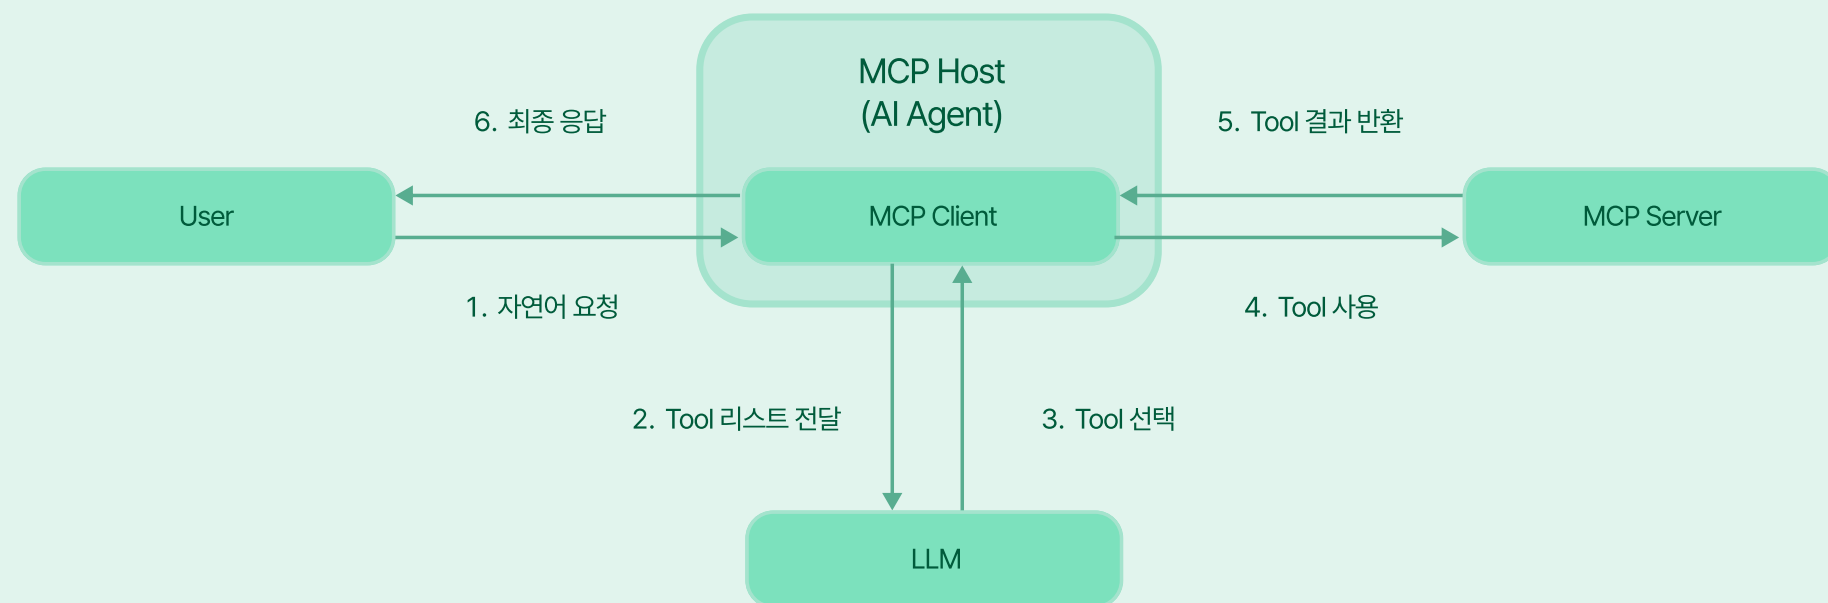 MCP Host
(AI Agent)
6. 최종 응답
5. Tool 결과 반환
User
MCP Client
MCP Server
1. 자연어 요청
4. Tool 사용
2. Tool 리스트 전달
3. Tool 선택
LLM